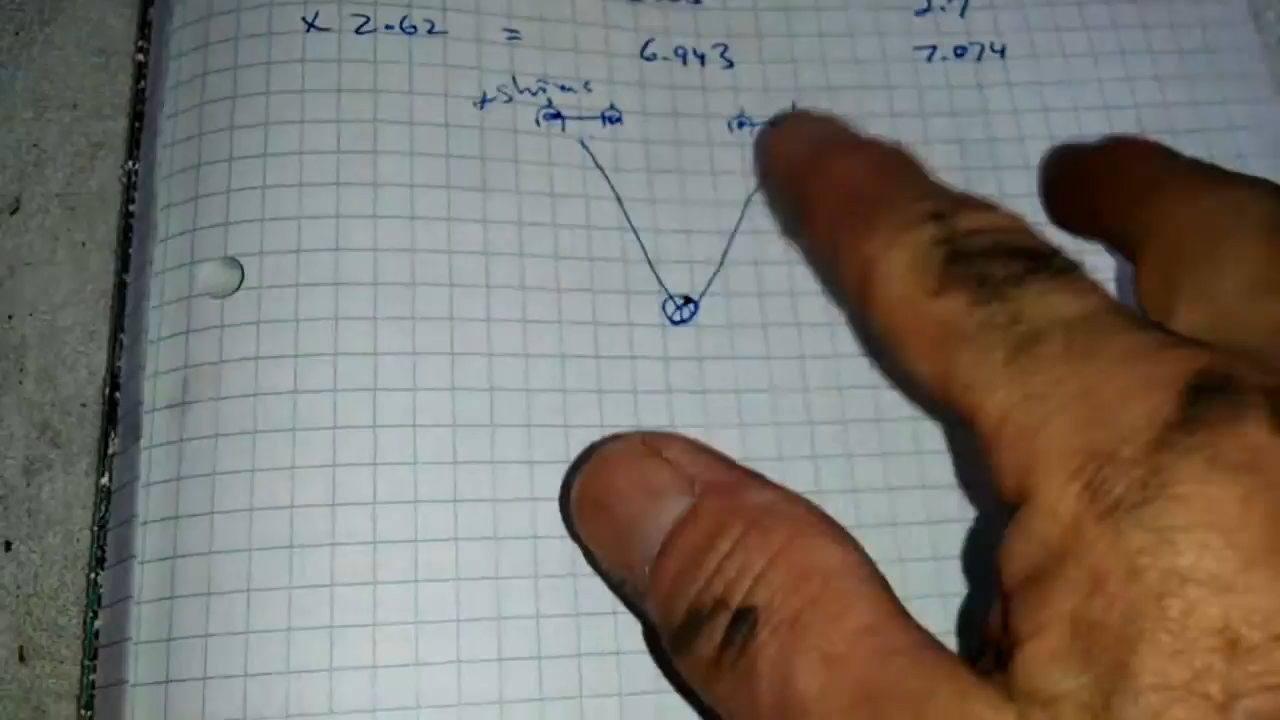 x 2.62 = 6.943 7.074
+shims